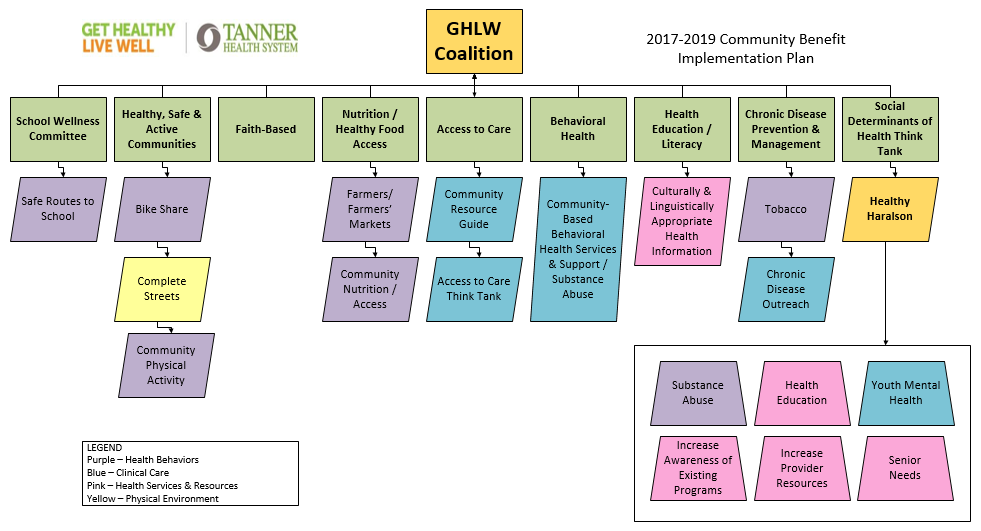 GET HEALTHY
LIVE WELL
TANNER
HEALTH SYSTEM
GHLW
Coalition
2017-2019 Community Benefit
Implementation Plan
School Wellness
Committee
Healthy, Safe &
Active
Communities
Faith-Based
Nutrition /
Healthy Food
Access
Access to Care
Behavioral
Health
Health
Education /
Literacy
Chronic Disease
Prevention &
Management
Social
Determinants of
Health Think
Tank
Safe Routes to
School
Bike Share
Farmers/
Farmers’
Markets
Community
Resource
Guide
Community-
Based
Behavioral
Health Services
& Support /
Substance
Abuse
Culturally &
Linguistically
Appropriate
Health
Information
Tobacco
Healthy
Haralson
Complete
Streets
Community
Nutrition /
Access
Access to Care
Think Tank
Chronic
Disease
Outreach
Community
Physical
Activity
Substance
Abuse
Health
Education
Youth Mental
Health
Increase
Awareness of
Existing
Programs
Increase
Provider
Resources
Senior
Needs
LEGEND
Purple – Health Behaviors
Blue – Clinical Care
Pink – Health Services & Resources
Yellow – Physical Environment